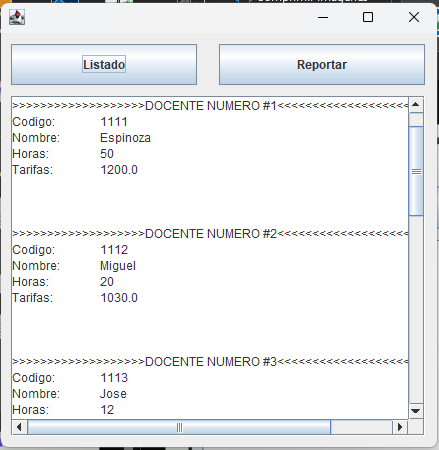 Listado
Reportar
>>>>>>>>>>>>>>>>>>>DOCENTE NUMERO #1<<<<<<<<<<<<<<<<<<<
Codigo: 1111
Nombre: Espinoza
Horas: 50
Tarifas: 1200.0
>>>>>>>>>>>>>>>>>>>DOCENTE NUMERO #2<<<<<<<<<<<<<<<<<<<
Codigo: 1112
Nombre: Miguel
Horas: 20
Tarifas: 1030.0
>>>>>>>>>>>>>>>>>>>DOCENTE NUMERO #3<<<<<<<<<<<<<<<<<<<
Codigo: 1113
Nombre: Jose
Horas: 12